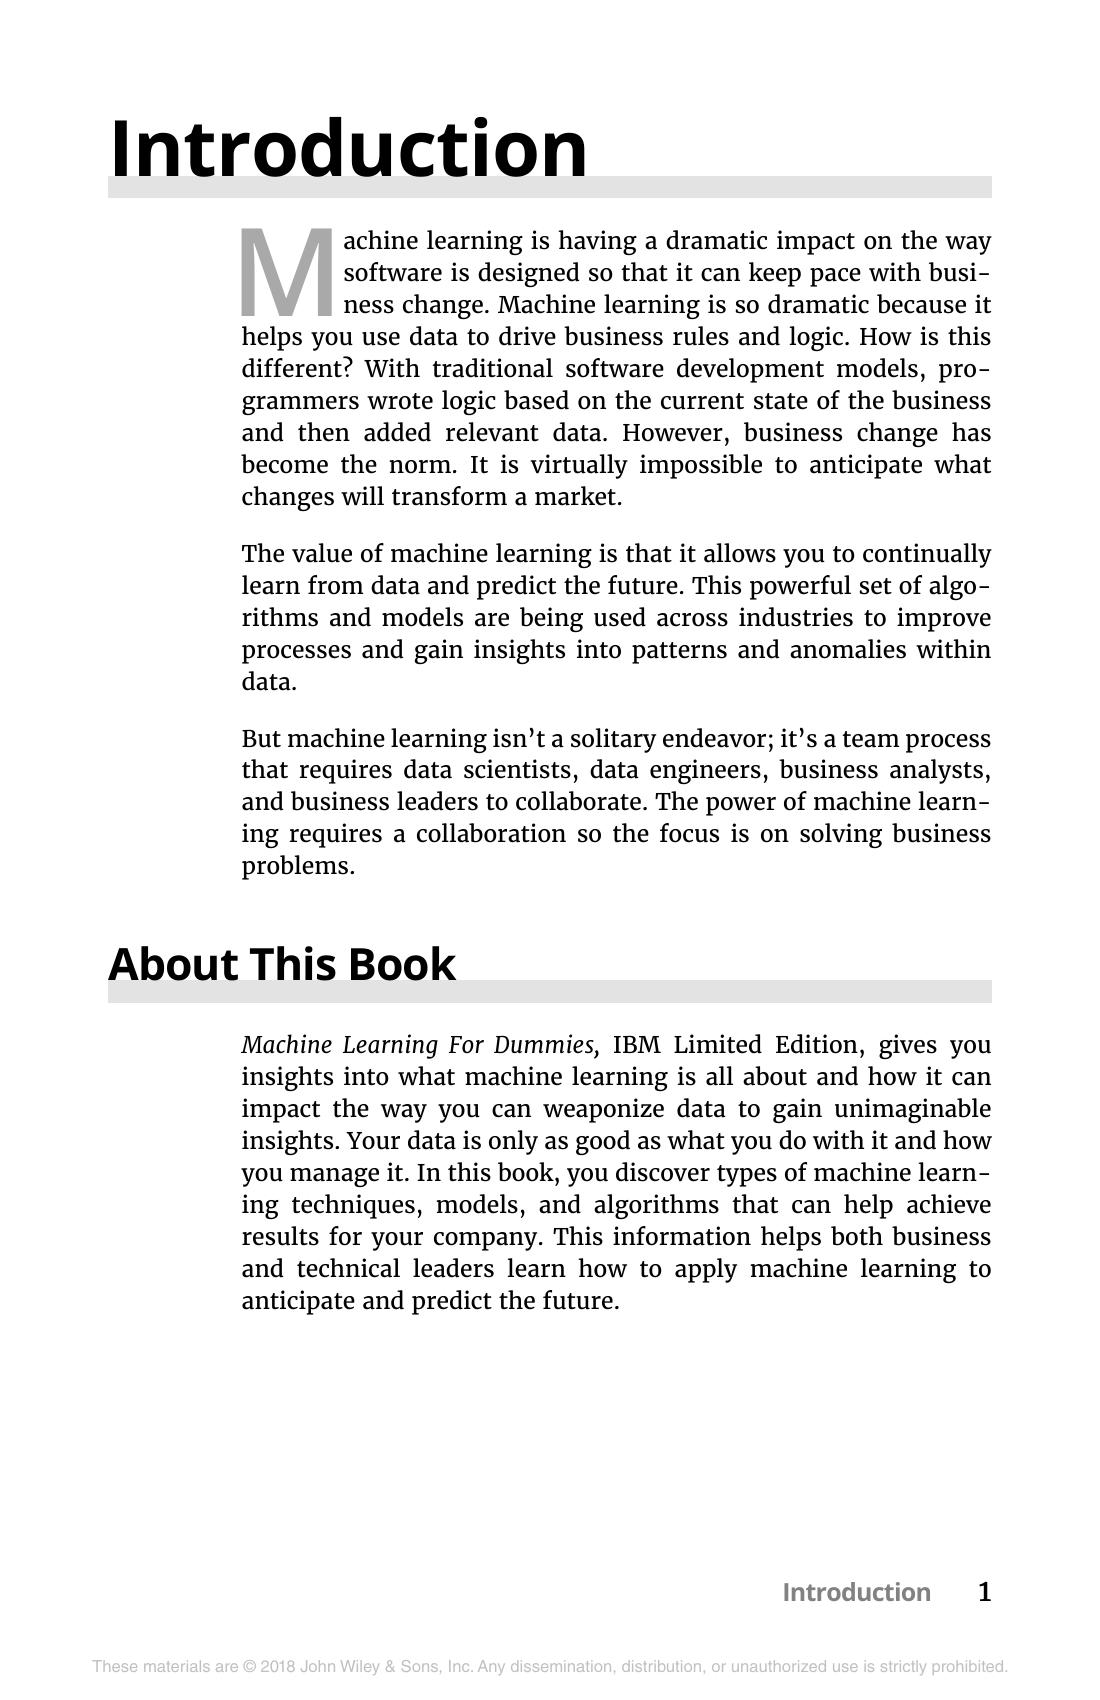 Introduction
Machine learning is having a dramatic impact on the way
software is designed so that it can keep pace with busi-
ness change. Machine learning is so dramatic because it
helps you use data to drive business rules and logic. How is this
different? With traditional software development models, pro-
grammers wrote logic based on the current state of the business
and then added relevant data. However, business change has
become the norm. It is virtually impossible to anticipate what
changes will transform a market.
The value of machine learning is that it allows you to continually
learn from data and predict the future. This powerful set of algo-
rithms and models are being used across industries to improve
processes and gain insights into patterns and anomalies within
data.
But machine learning isn’t a solitary endeavor; it’s a team process
that requires data scientists, data engineers, business analysts,
and business leaders to collaborate. The power of machine learn-
ing requires a collaboration so the focus is on solving business
problems.
About This Book
Machine Learning For Dummies, IBM Limited Edition, gives you
insights into what machine learning is all about and how it can
impact the way you can weaponize data to gain unimaginable
insights. Your data is only as good as what you do with it and how
you manage it. In this book, you discover types of machine learn-
ing techniques, models, and algorithms that can help achieve
results for your company. This information helps both business
and technical leaders learn how to apply machine learning to
anticipate and predict the future.
Introduction 1
These materials are © 2018 John Wiley & Sons, Inc. Any dissemination, distribution, or unauthorized use is strictly prohibited.